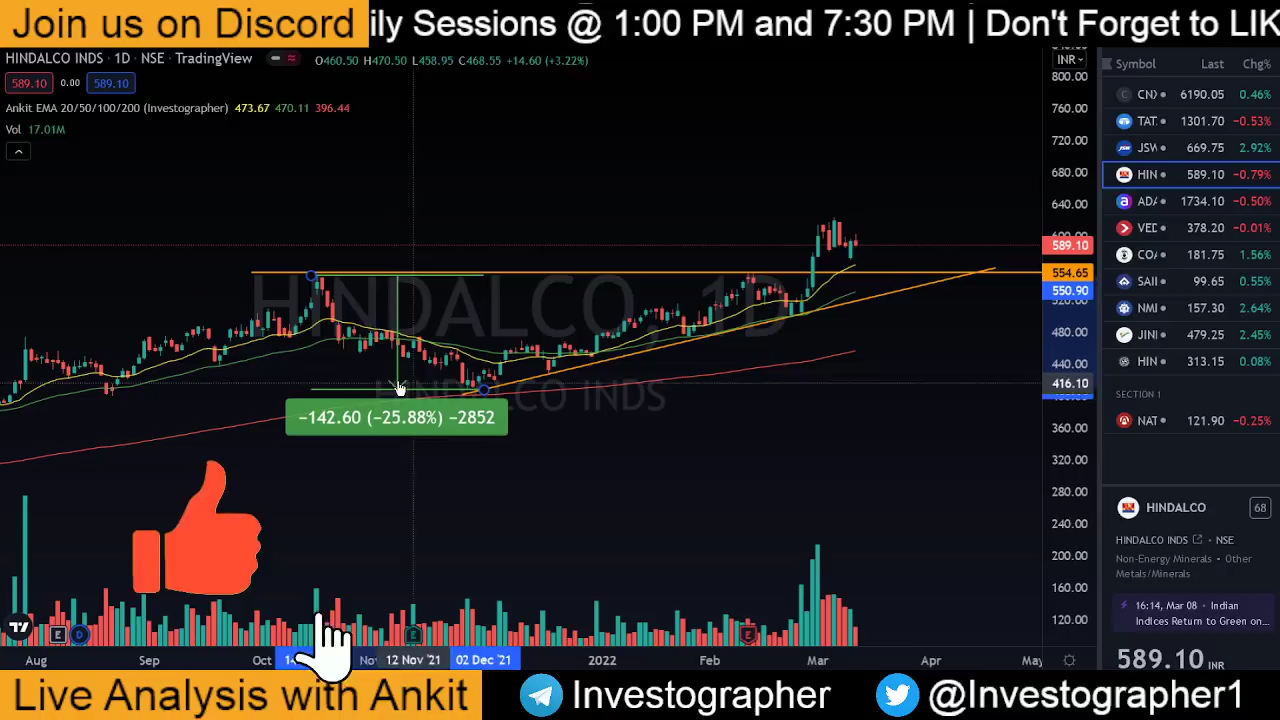 Join us on Discord
ily Sessions @ 1:00 PM and 7:30 PM | Don't Forget to LIK
HINDALCO INDS · 1D · NSE · TradingView
O460.50 H470.50 L458.95 C468.55 +14.60 (+3.22%)
589.10 0.00 589.10
Ankit EMA 20/50/100/200 (Investographer) 473.67 470.11 396.44
Vol 17.01M
INR
800.00
760.00
720.00
680.00
640.00
589.10
554.65
550.90
480.00
440.00
416.10
360.00
320.00
280.00
240.00
200.00
160.00
120.00
HINDALCO, 1D
HINDALCO INDS
−142.60 (−25.88%) −2852
E D E E
Aug Sep Oct 14 Nov 12 Nov '21 02 Dec '21 2022 Feb Mar Apr May
Symbol Last Chg%
CNX 6190.05 0.46%
TAT. 1301.70 −0.53%
JSW 669.75 2.92%
HIN 589.10 −0.79%
ADA 1734.10 −0.50%
VED 378.20 −0.01%
COA 181.75 1.56%
SAIL 99.65 0.55%
NMI 157.30 2.64%
JINI 479.25 2.45%
HIN 313.15 0.08%
SECTION 1
NAT 121.90 −0.25%
HINDALCO 68
HINDALCO INDS · NSE
Non-Energy Minerals · Other
Metals/Minerals
16:14, Mar 08 · Indian
Indices Return to Green on...
589.10 INR
Live Analysis with Ankit
Investographer
@Investographer1